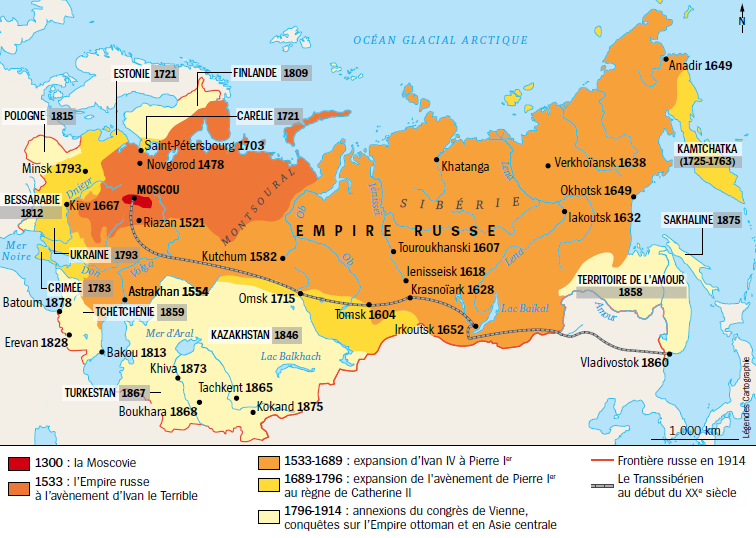 OCÉAN GLACIAL ARCTIQUE
N
ESTONIE 1721
FINLANDE 1809
Anadir 1649
POLOGNE 1815
CARÉLIE 1721
Saint-Pétersbourg 1703
KAMTCHATKA
(1725-1763)
Minsk 1793
Novgorod 1478
Khatanga
Verkhoïansk 1638
Dniepr
MOSCOU
MONTS OURAL
Ob
Ienisseï
Lena
Okhotsk 1649
BESSARABIE
1812
Kiev 1667
SIBÉRIE
Iakoutsk 1632
Riazan 1521
EMPIRE RUSSE
SAKHALINE 1875
Mer
Noire
UKRAINE 1793
Don
Volga
Kutchum 1582
Ob
Touroukhanski 1607
Lena
CRIMÉE 1783
Astrakhan 1554
Ienisseisk 1618
TERRITOIRE DE L'AMOUR
1858
Batoum 1878
Omsk 1715
Krasnoïark 1628
TCHÉTCHÉNIE 1859
Tomsk 1604
Lac Baïkal
Amour
Erevan 1828
Mer d'Aral
KAZAKHSTAN 1846
Irkoutsk 1652
Bakou 1813
Lac Balkhach
Khiva 1873
Vladivostok 1860
TURKESTAN 1867
Tachkent 1865
Boukhara 1868
Kokand 1875
1 000 km
Légendes Cartographie
1300 : la Moscovie
1533 : l'Empire russe
à l'avènement d'Ivan le Terrible
1533-1689 : expansion d'Ivan IV à Pierre Ier
1689-1796 : expansion de l'avènement de Pierre Ier
au règne de Catherine II
1796-1914 : annexions du congrès de Vienne,
conquêtes sur l'Empire ottoman et en Asie centrale
Frontière russe en 1914
Le Transsibérien
au début du XXe siècle